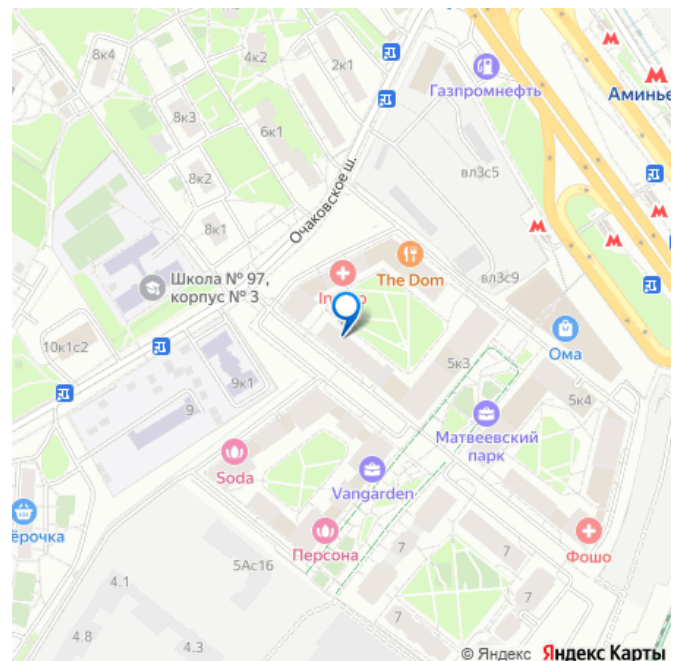 8к4
4к2
2к1
Газпромнефть
Аминье
8к3
6к1
вл3с5
8к2
Очаковское ш.
8к1
Школа № 97,
корпус № 3
The Dom
вл3с9
In
о
Ома
10к1с2
5к3
9к1
5к4
9
Матвеевский
парк
Soda
Vangarden
ёрочка
Персона
7
Фошо
5Ас16
4.1
7
7
4.8
4.3
© Яндекс Яндекс Карты